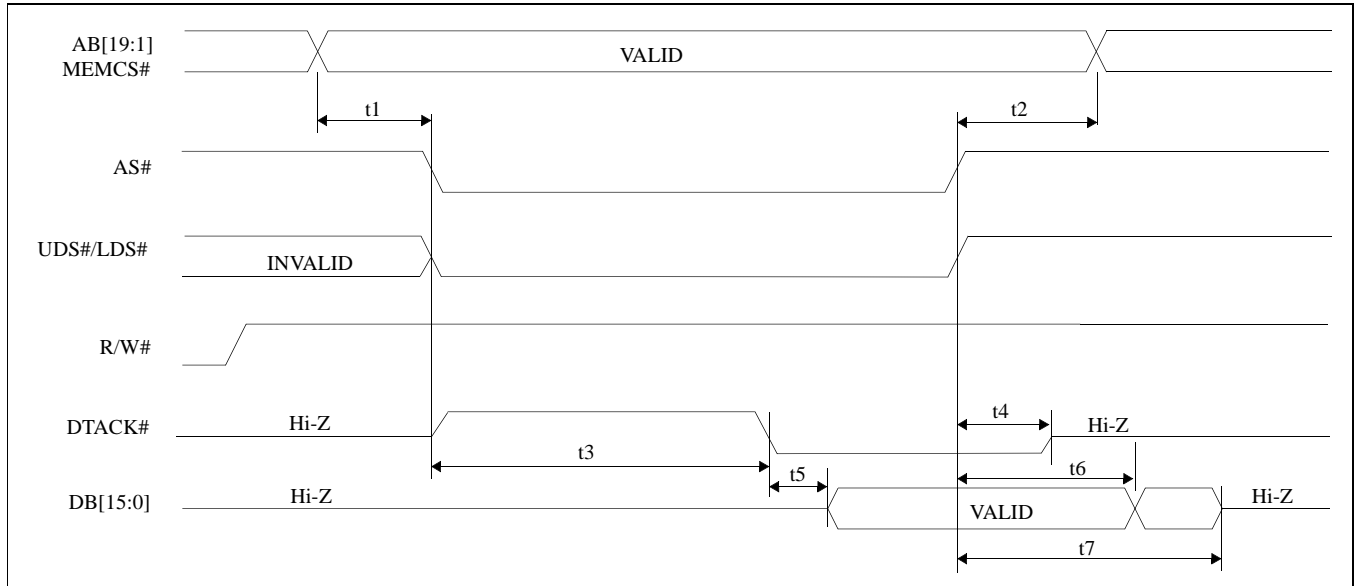 AB[19:1]
MEMCS#
VALID
t1
t2
AS#
UDS#/LDS#
INVALID
R/W#
DTACK#
Hi-Z
t4
Hi-Z
t3
t5
t6
DB[15:0]
Hi-Z
VALID
Hi-Z
t7